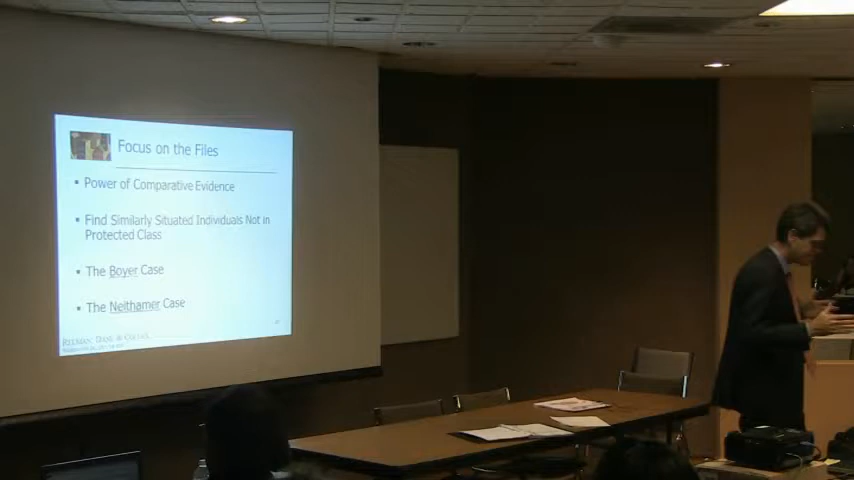 Focus on the Files
Power of Comparative Evidence
Find Similarly Situated Individuals Not in
Protected Class
The Boyer Case
The Neithamer Case